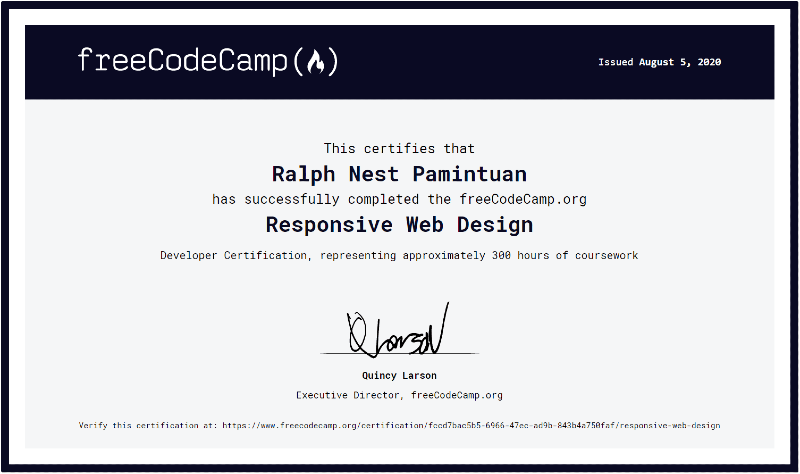 freeCodeCamp(🔥)
Issued August 5, 2020
This certifies that
Ralph Nest Pamintuan
has successfully completed the freeCodeCamp.org
Responsive Web Design
Developer Certification, representing approximately 300 hours of coursework
Q Larson
Quincy Larson
Executive Director, freeCodeCamp.org
Verify this certification at: https://www.freecodecamp.org/certification/fccd7bac5b5-6966-47ec-ad9b-843b4a750faf/responsive-web-design